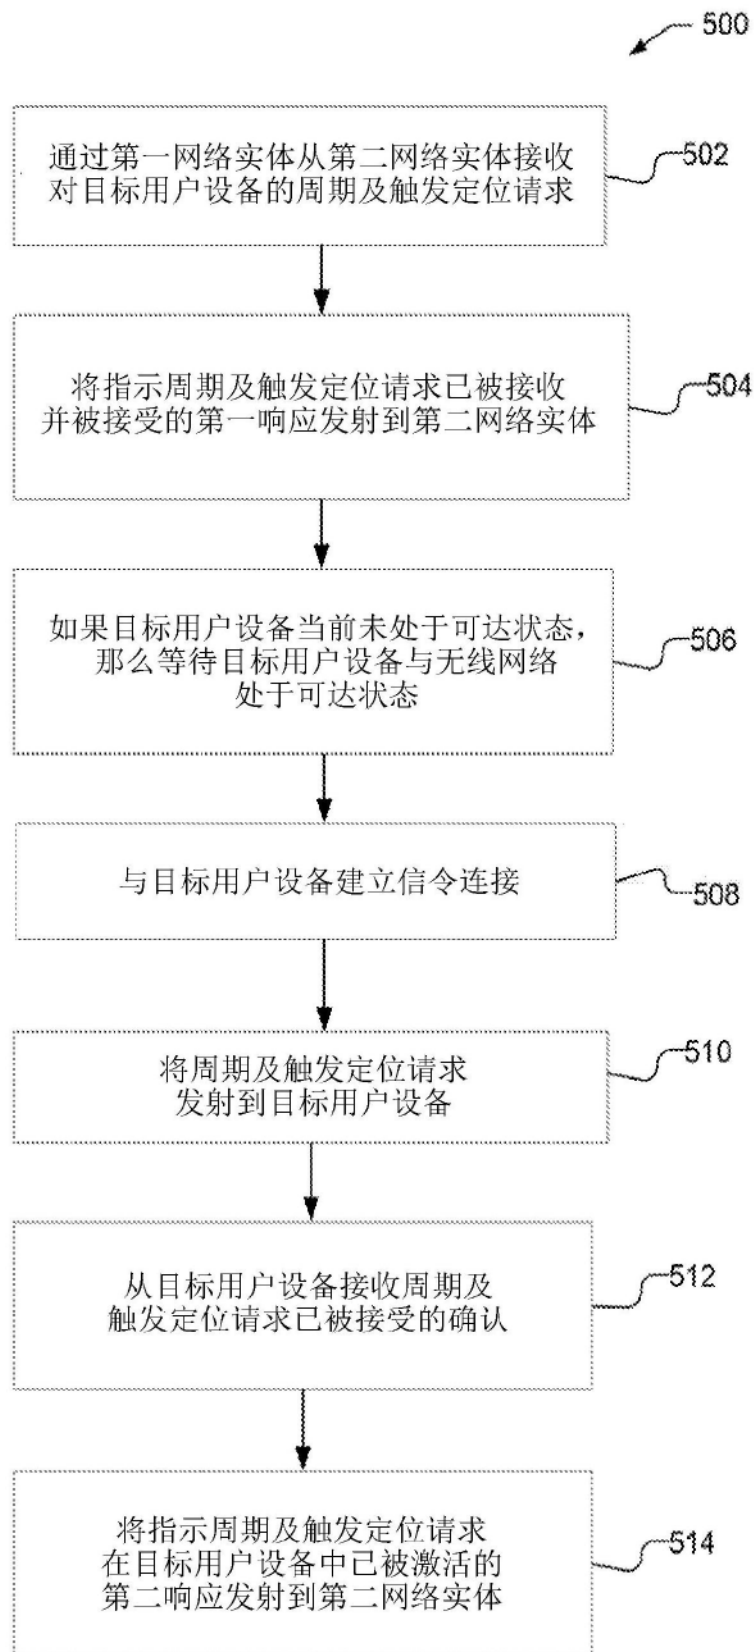 500
通过第一网络实体从第二网络实体接收
对目标用户设备的周期及触发定位请求
502
将指示周期及触发定位请求已被接收
并被接受的第一响应发射到第二网络实体
504
如果目标用户设备当前未处于可达状态，
那么等待目标用户设备与无线网络
处于可达状态
506
与目标用户设备建立信令连接
508
将周期及触发定位请求
发射到目标用户设备
510
从目标用户设备接收周期及
触发定位请求已被接受的确认
512
将指示周期及触发定位请求
在目标用户设备中已被激活的
第二响应发射到第二网络实体
514